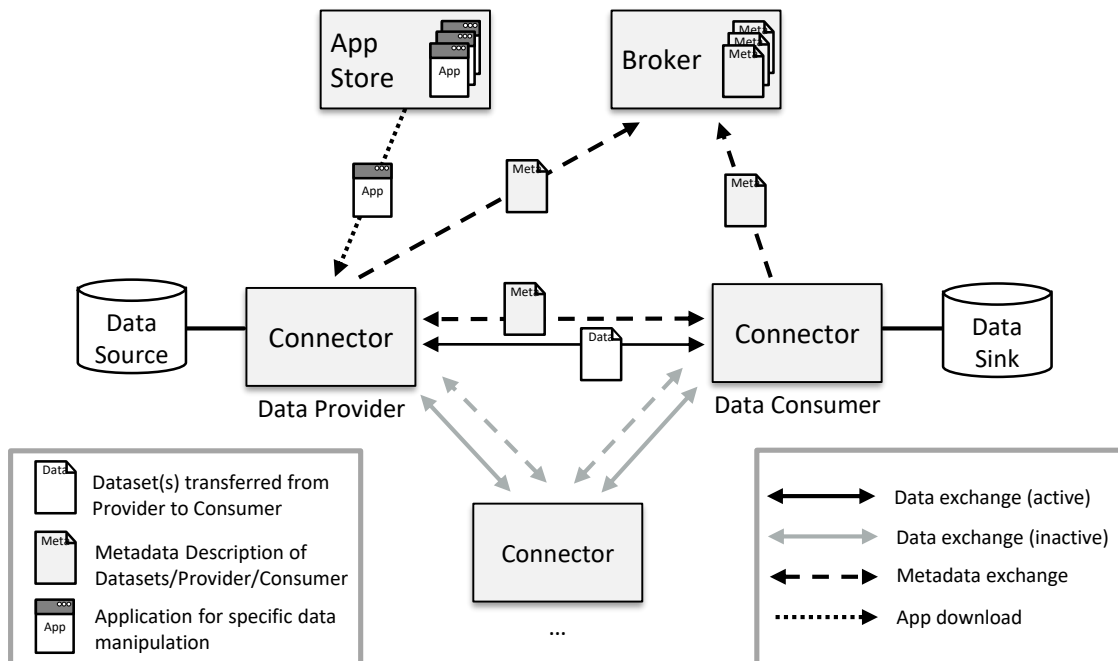 App
Store
App
Broker
Meta
Meta
Meta
App
Meta
Meta
Data
Source
Connector
Data Provider
Meta
Data
Connector
Data Consumer
Data
Sink
Connector
...
Data
Dataset(s) transferred from
Provider to Consumer
Meta
Metadata Description of
Datasets/Provider/Consumer
App
Application for specific data
manipulation
Data exchange (active)
Data exchange (inactive)
Metadata exchange
App download